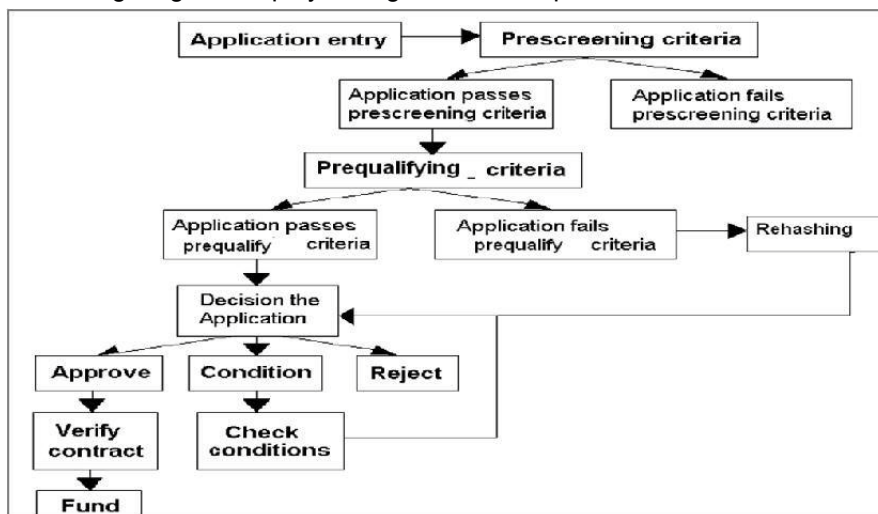 Application entry
Prescreening criteria
Application passes
prescreening criteria
Application fails
prescreening criteria
Prequalifying _ criteria
Application passes
prequalify criteria
Application fails
prequalify criteria
Rehashing
Decision the
Application
Approve
Condition
Reject
Verify
contract
Check
conditions
Fund